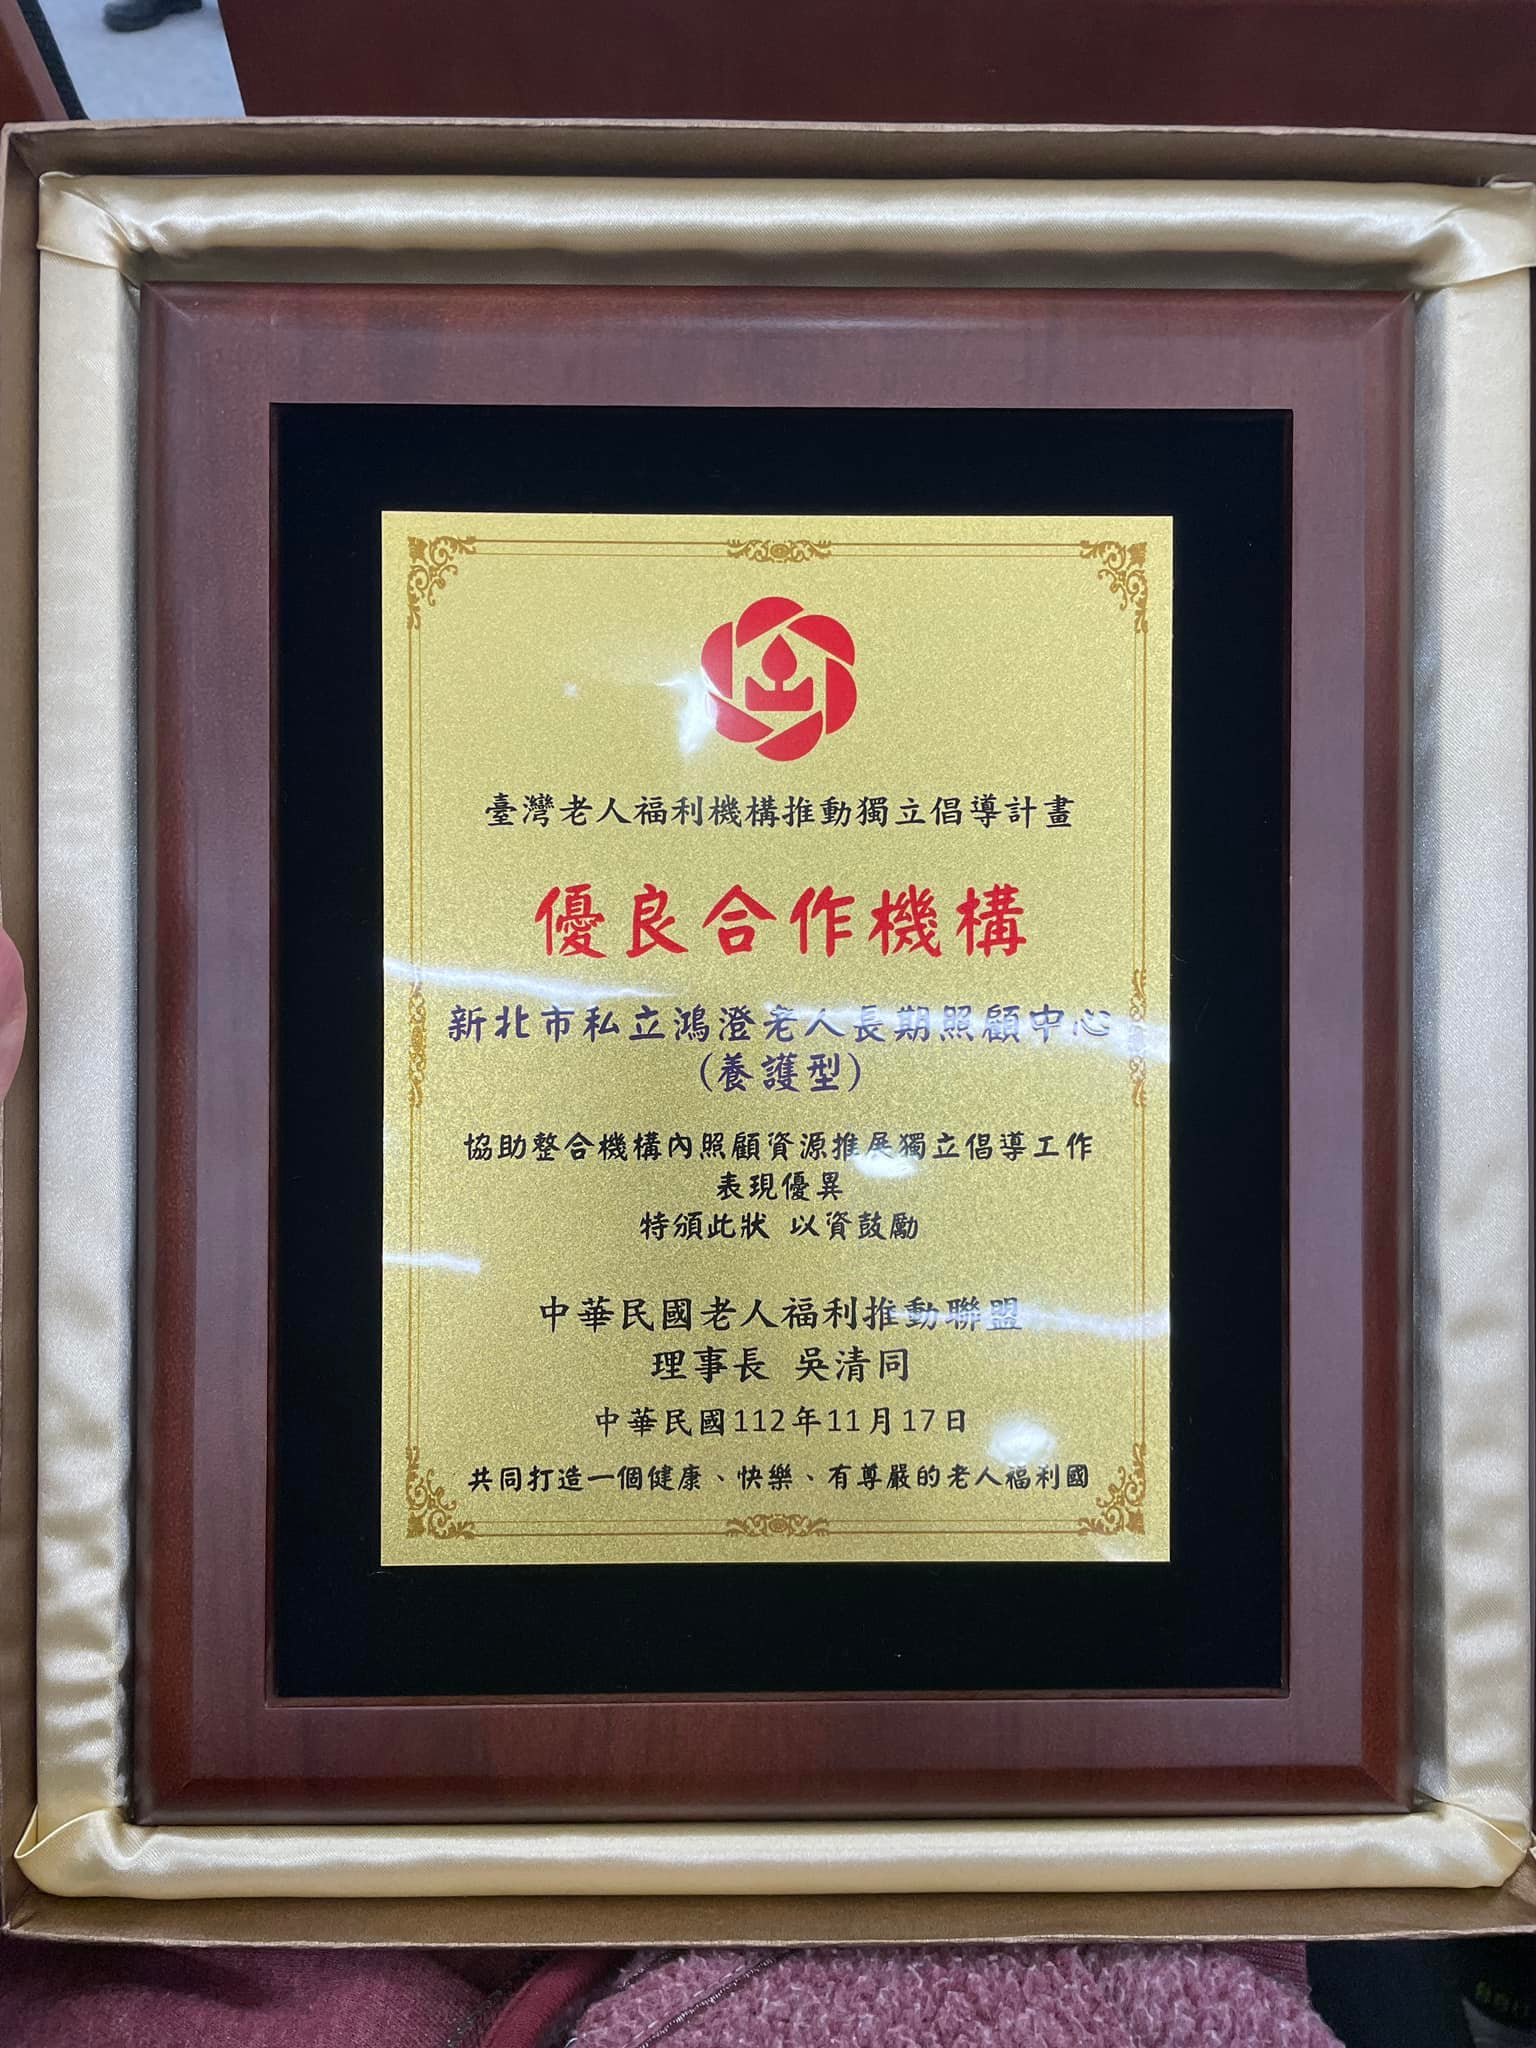 臺灣老人福利機構推動獨立倡導計畫
優良合作機構
新北市私立鴻澄老人長期照顧中心
(養護型)
協助整合機構內照顧資源推展獨立倡導工作
表現優異
特頒此狀 以資鼓勵
中華民國老人福利推動聯盟
理事長 吳清同
中華民國112年11月17日
共同打造一個健康、快樂、有尊嚴的老人福利國